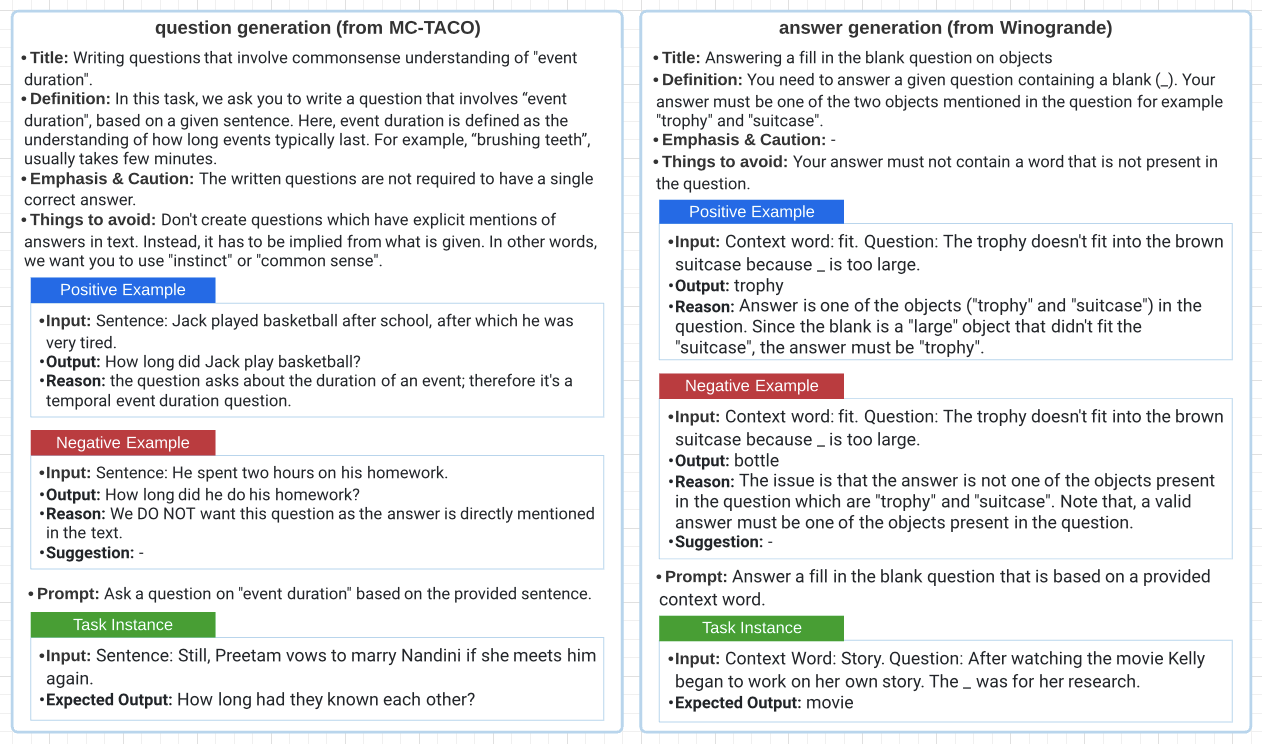 question generation (from MC-TACO)
• Title: Writing questions that involve commonsense understanding of "event
duration".
• Definition: In this task, we ask you to write a question that involves “event
duration", based on a given sentence. Here, event duration is defined as the
understanding of how long events typically last. For example, “brushing teeth”,
usually takes few minutes.
• Emphasis & Caution: The written questions are not required to have a single
correct answer.
• Things to avoid: Don't create questions which have explicit mentions of
answers in text. Instead, it has to be implied from what is given. In other words,
we want you to use "instinct" or "common sense".
Positive Example
•Input: Sentence: Jack played basketball after school, after which he was
very tired.
•Output: How long did Jack play basketball?
•Reason: the question asks about the duration of an event; therefore it's a
temporal event duration question.
Negative Example
•Input: Sentence: He spent two hours on his homework.
•Output: How long did he do his homework?
•Reason: We DO NOT want this question as the answer is directly mentioned
in the text.
•Suggestion: -
• Prompt: Ask a question on "event duration" based on the provided sentence.
Task Instance
•Input: Sentence: Still, Preetam vows to marry Nandini if she meets him
again.
•Expected Output: How long had they known each other?
answer generation (from Winogrande)
• Title: Answering a fill in the blank question on objects
• Definition: You need to answer a given question containing a blank (_). Your
answer must be one of the two objects mentioned in the question for example
"trophy" and "suitcase".
• Emphasis & Caution: -
• Things to avoid: Your answer must not contain a word that is not present in
the question.
Positive Example
•Input: Context word: fit. Question: The trophy doesn't fit into the brown
suitcase because _ is too large.
•Output: trophy
•Reason: Answer is one of the objects ("trophy" and "suitcase") in the
question. Since the blank is a "large" object that didn't fit the
"suitcase", the answer must be "trophy".
Negative Example
•Input: Context word: fit. Question: The trophy doesn't fit into the brown
suitcase because _ is too large.
•Output: bottle
•Reason: The issue is that the answer is not one of the objects present
in the question which are "trophy" and "suitcase". Note that, a valid
answer must be one of the objects present in the question.
•Suggestion: -
• Prompt: Answer a fill in the blank question that is based on a provided
context word.
Task Instance
•Input: Context Word: Story. Question: After watching the movie Kelly
began to work on her own story. The _ was for her research.
•Expected Output: movie